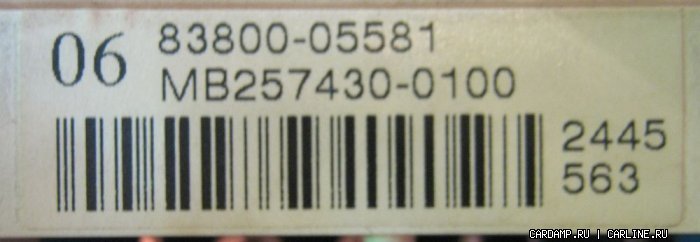 06
83800-05581
MB257430-0100
2445
563
CARDAMP.RU | CARLINE.RU